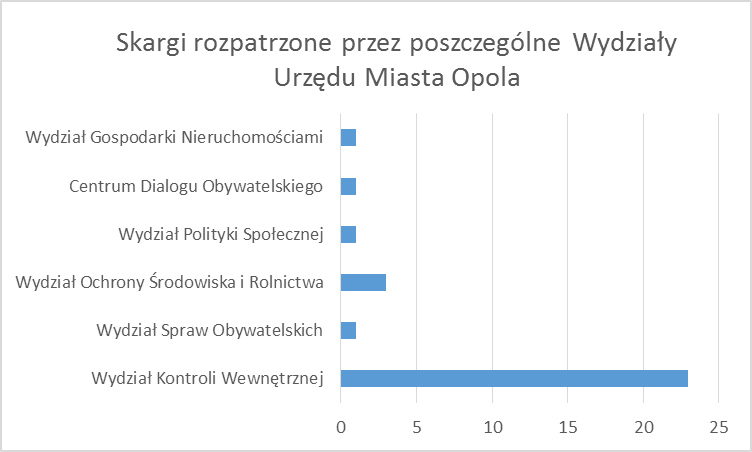 Skargi rozpatrzone przez poszczególne Wydziały
Urzędu Miasta Opola
Wydział Gospodarki Nieruchomościami
Centrum Dialogu Obywatelskiego
Wydział Polityki Społecznej
Wydział Ochrony Środowiska i Rolnictwa
Wydział Spraw Obywatelskich
Wydział Kontroli Wewnętrznej
0 5 10 15 20 25